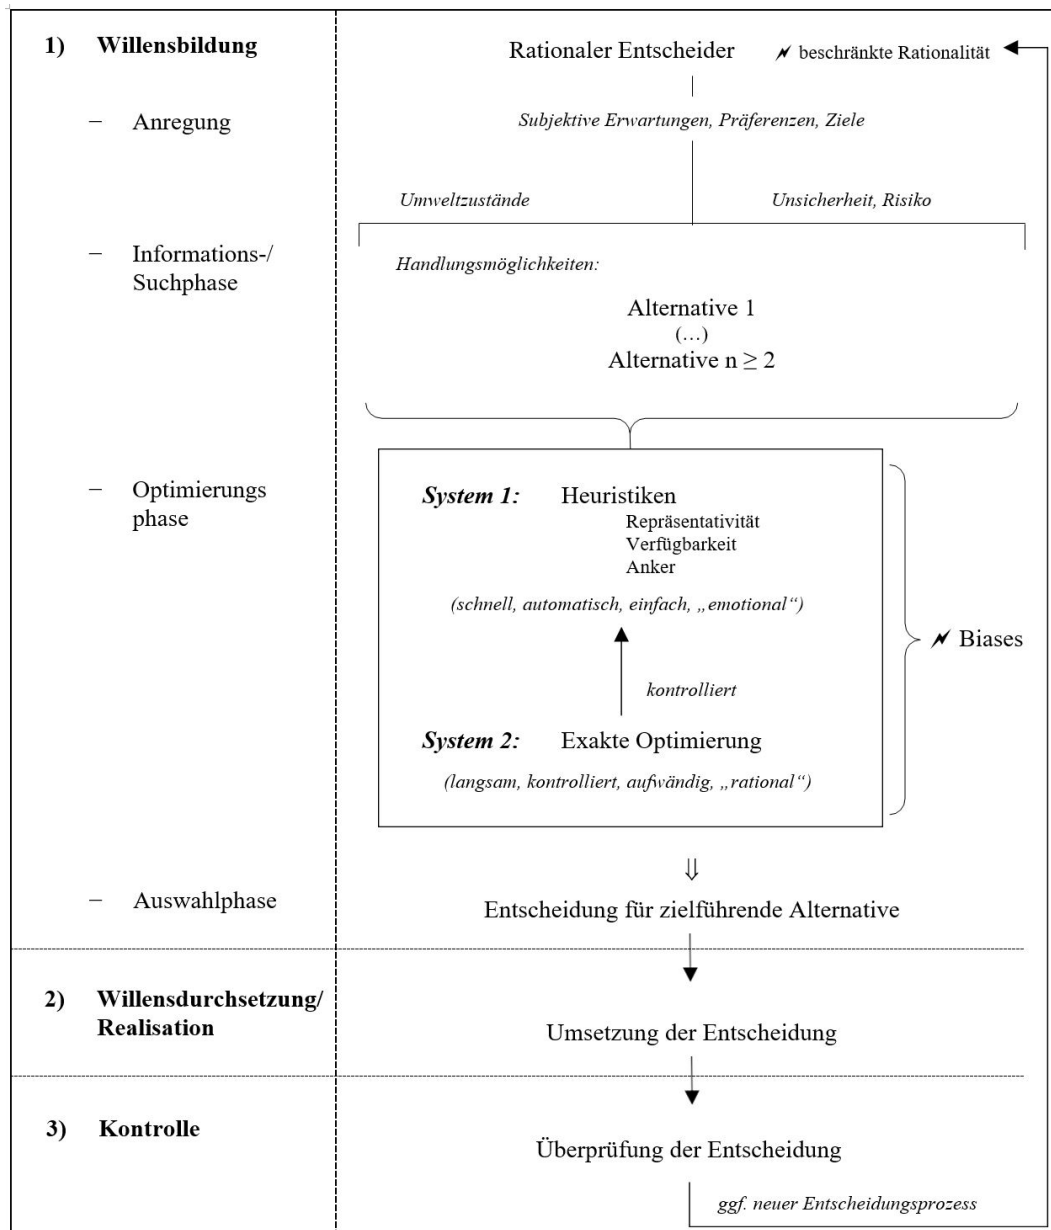 1) Willensbildung
Rationaler Entscheider beschränkte Rationalität
– Anregung
Subjektive Erwartungen, Präferenzen, Ziele
Umweltzustände
Unsicherheit, Risiko
– Informations-/
Suchphase
Handlungsmöglichkeiten:
Alternative 1
(…)
Alternative n ≥ 2
– Optimierungs
phase
System 1: Heuristiken
Repräsentativität
Verfügbarkeit
Anker
(schnell, automatisch, einfach, „emotional“)
kontrolliert
Biases
System 2: Exakte Optimierung
(langsam, kontrolliert, aufwändig, „rational“)
– Auswahlphase
Entscheidung für zielführende Alternative
2) Willensdurchsetzung/
Realisation
Umsetzung der Entscheidung
3) Kontrolle
Überprüfung der Entscheidung
ggf. neuer Entscheidungsprozess